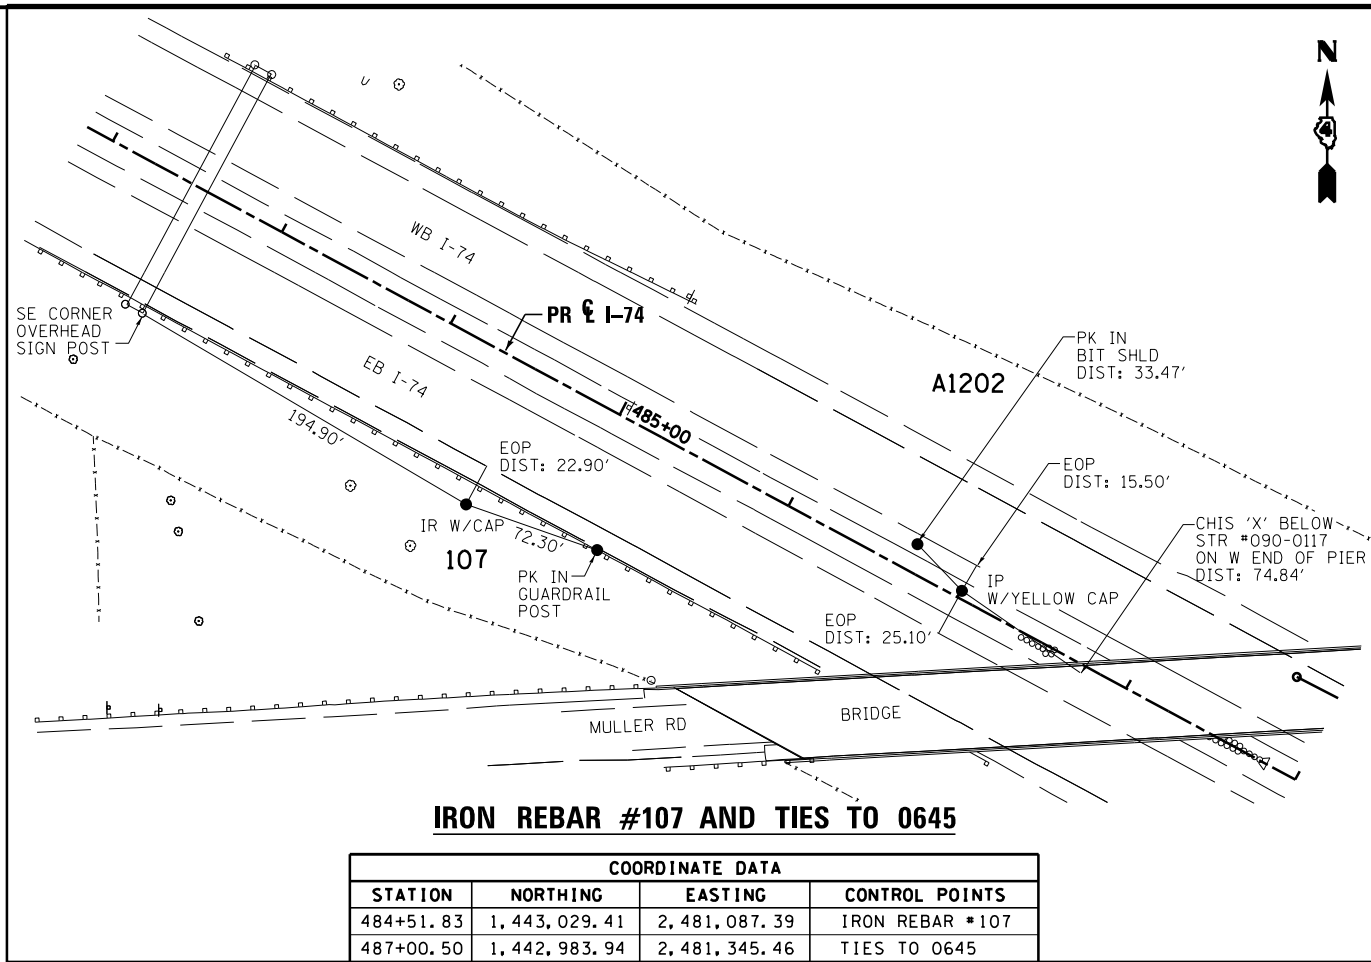 N
4
WB I-74
SE CORNER
OVERHEAD
SIGN POST
PR ℄ I-74
PK IN
BIT SHLD
DIST: 33.47'
EB I-74
A1202
194.90'
485+00
EOP
DIST: 22.90'
EOP
DIST: 15.50'
IR W/CAP
72.30'
107
CHIS 'X' BELOW
STR #090-0117
ON W END OF PIER
DIST: 74.84'
PK IN
GUARDRAIL
POST
IP
W/YELLOW CAP
EOP
DIST: 25.10'
MULLER RD
BRIDGE
IRON REBAR #107 AND TIES TO 0645
COORDINATE DATA
STATION NORTHING EASTING CONTROL POINTS
484+51.83 1,443,029.41 2,481,087.39 IRON REBAR #107
487+00.50 1,442,983.94 2,481,345.46 TIES TO 0645